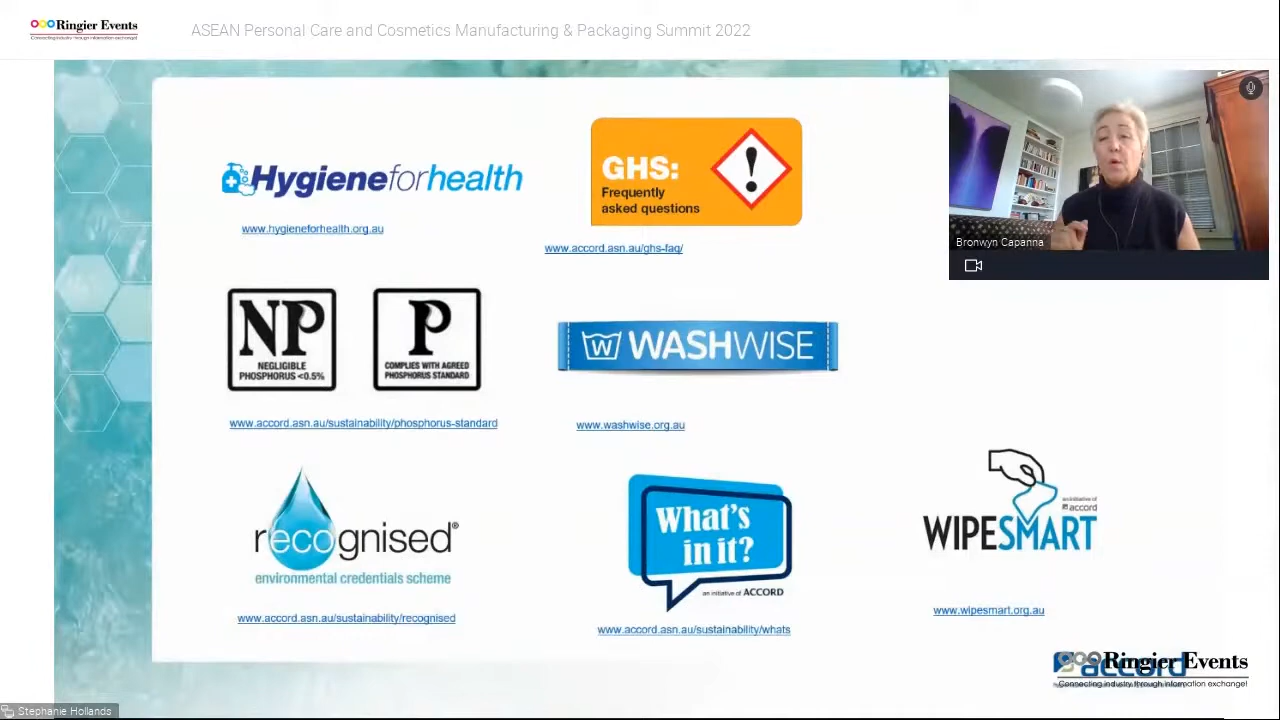 Ringier Events
Connecting industry through information exchange!
ASEAN Personal Care and Cosmetics Manufacturing & Packaging Summit 2022
Hygieneforhealth
www.hygieneforhealth.org.au
GHS:
Frequently
asked questions
www.accord.asn.au/ghs-faq/
Bronwyn Capanna
NP
NEGLIGIBLE
PHOSPHORUS <0.5%
P
COMPLIES WITH AGREED
PHOSPHORUS STANDARD
www.accord.asn.au/sustainability/phosphorus-standard
W WASHWISE
www.washwise.org.au
recognised®
environmental credentials scheme
www.accord.asn.au/sustainability/recognised
What's
in it?
an initiative of ACCORD
www.accord.asn.au/sustainability/whats
an initiative of
accord
WIPESMART
www.wipesmart.org.au
accord
Ringier Events
Connecting industry through information exchange!
Stephanie Hollands